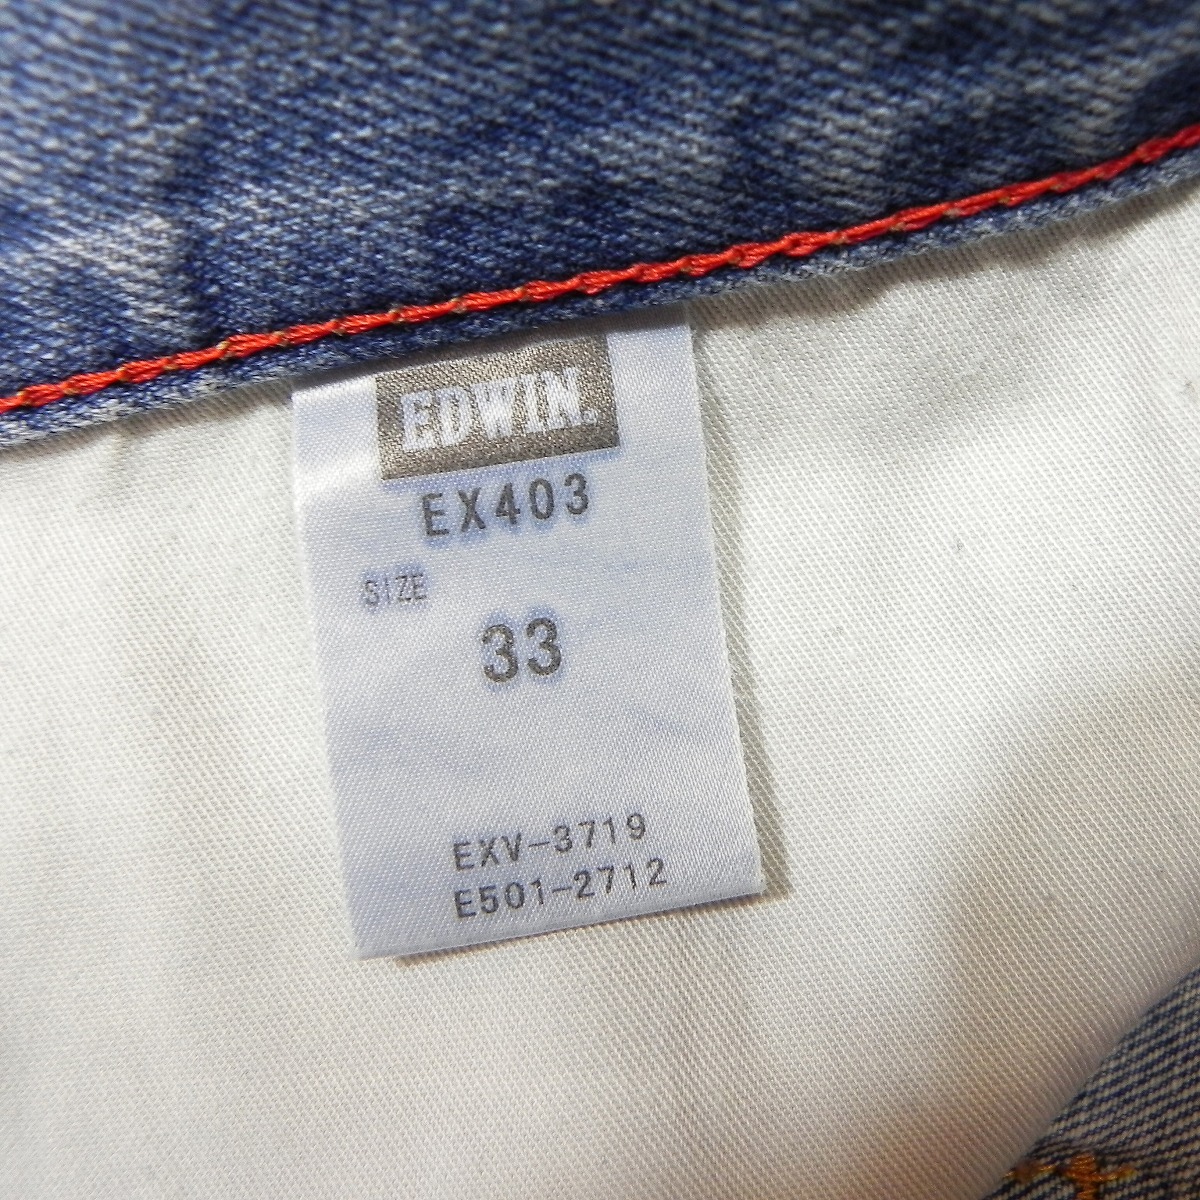 EDWIN.
EX403
SIZE
33
EXV-3719
E501-2712